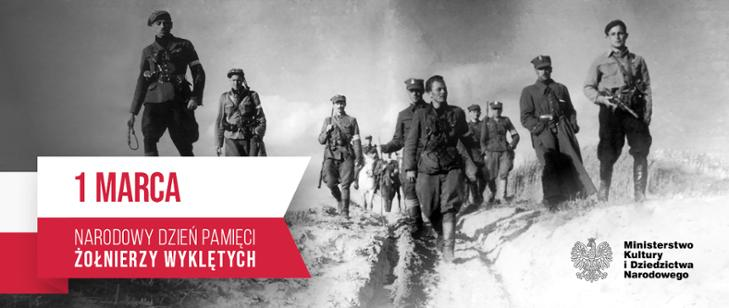 1 MARCA
NARODOWY DZIEŃ PAMIĘCI
ŻOŁNIERZY WYKLĘTYCH
Ministerstwo
Kultury
i Dziedzictwa
Narodowego